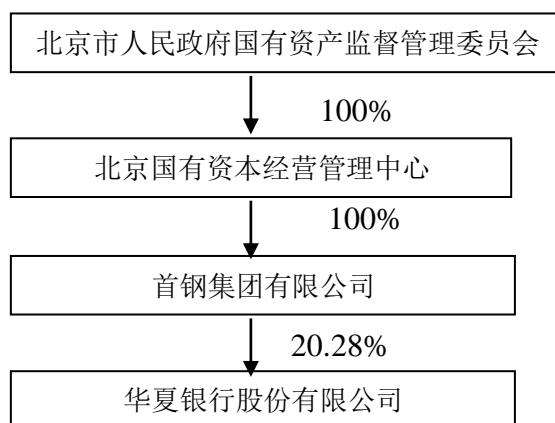 北京市人民政府国有资产监督管理委员会
100%
北京国有资本经营管理中心
100%
首钢集团有限公司
20.28%
华夏银行股份有限公司